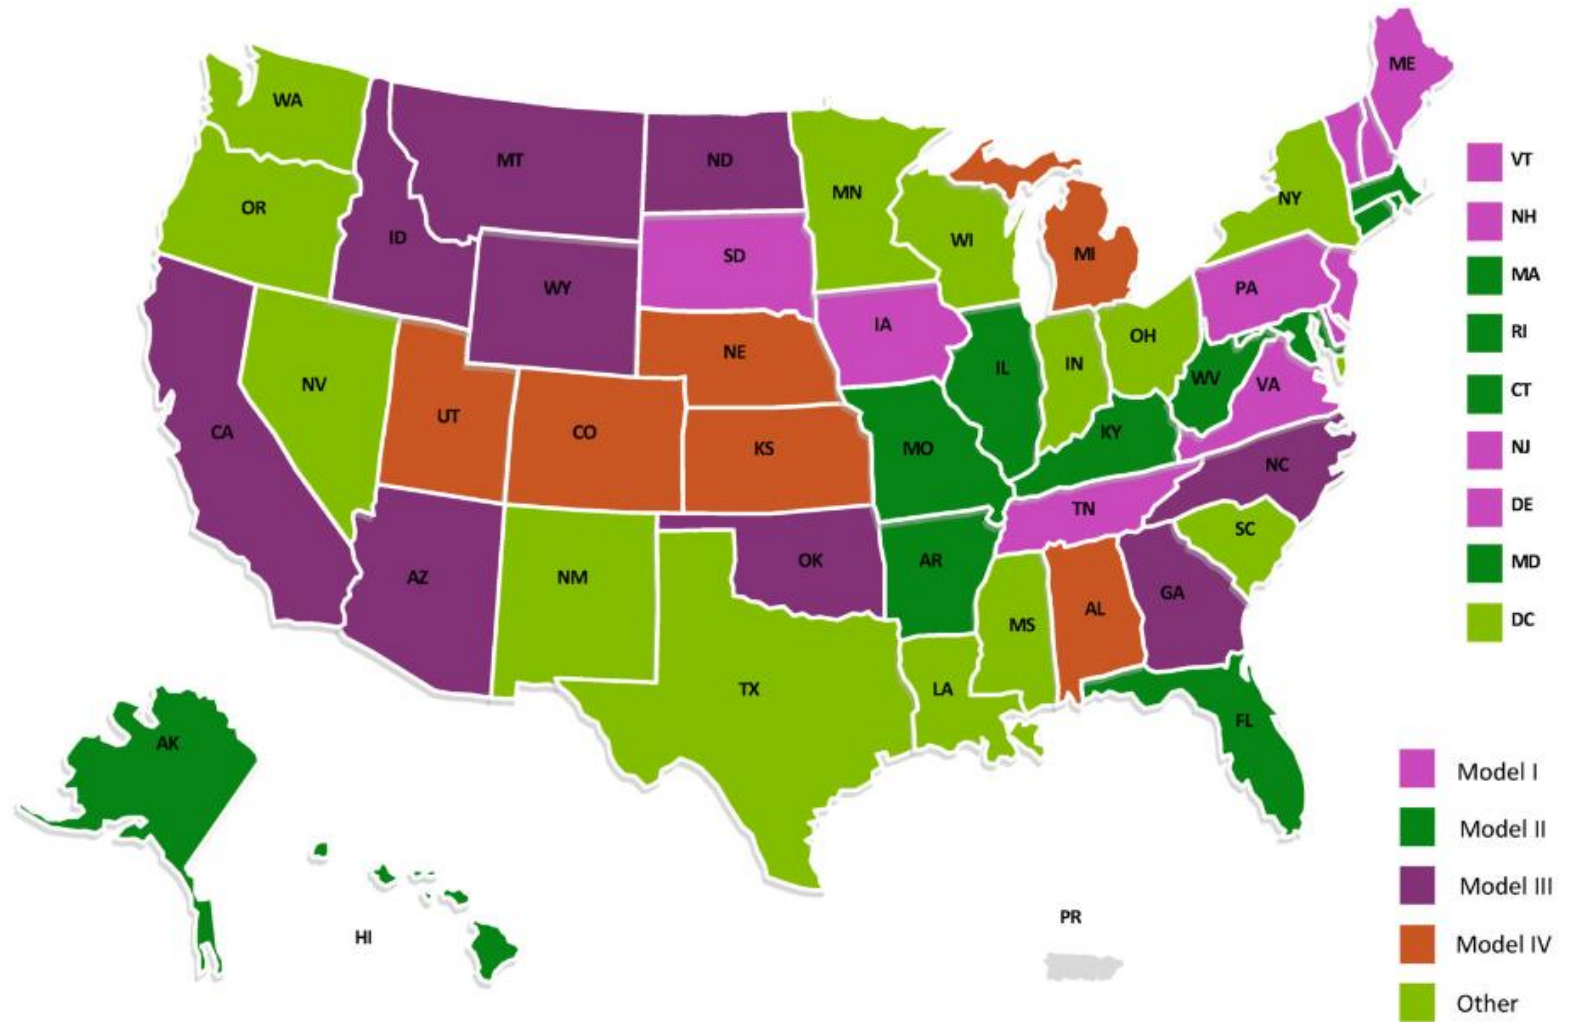 ME
WA
MT
ND
VT
MN
OR
NY
NH
ID
WI
SD
MI
MA
WY
PA
IA
RI
OH
NE
IN
IL
NV
WV
VA
CT
UT
CA
CO
KY
KS
MO
NJ
NC
TN
DE
SC
OK
AR
MD
AZ
NM
GA
AL
MS
DC
TX
LA
FL
AK
Model I
Model II
Model III
PR
HI
Model IV
Other